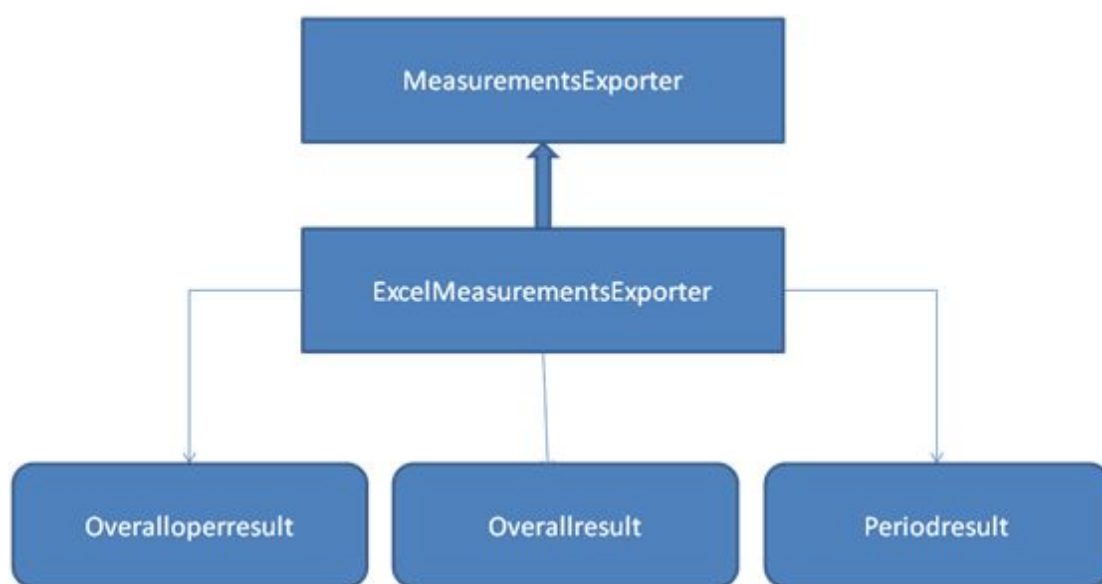 MeasurementsExporter
ExcelMeasurementsExporter
Overalloperresult
Overallresult
Periodresult